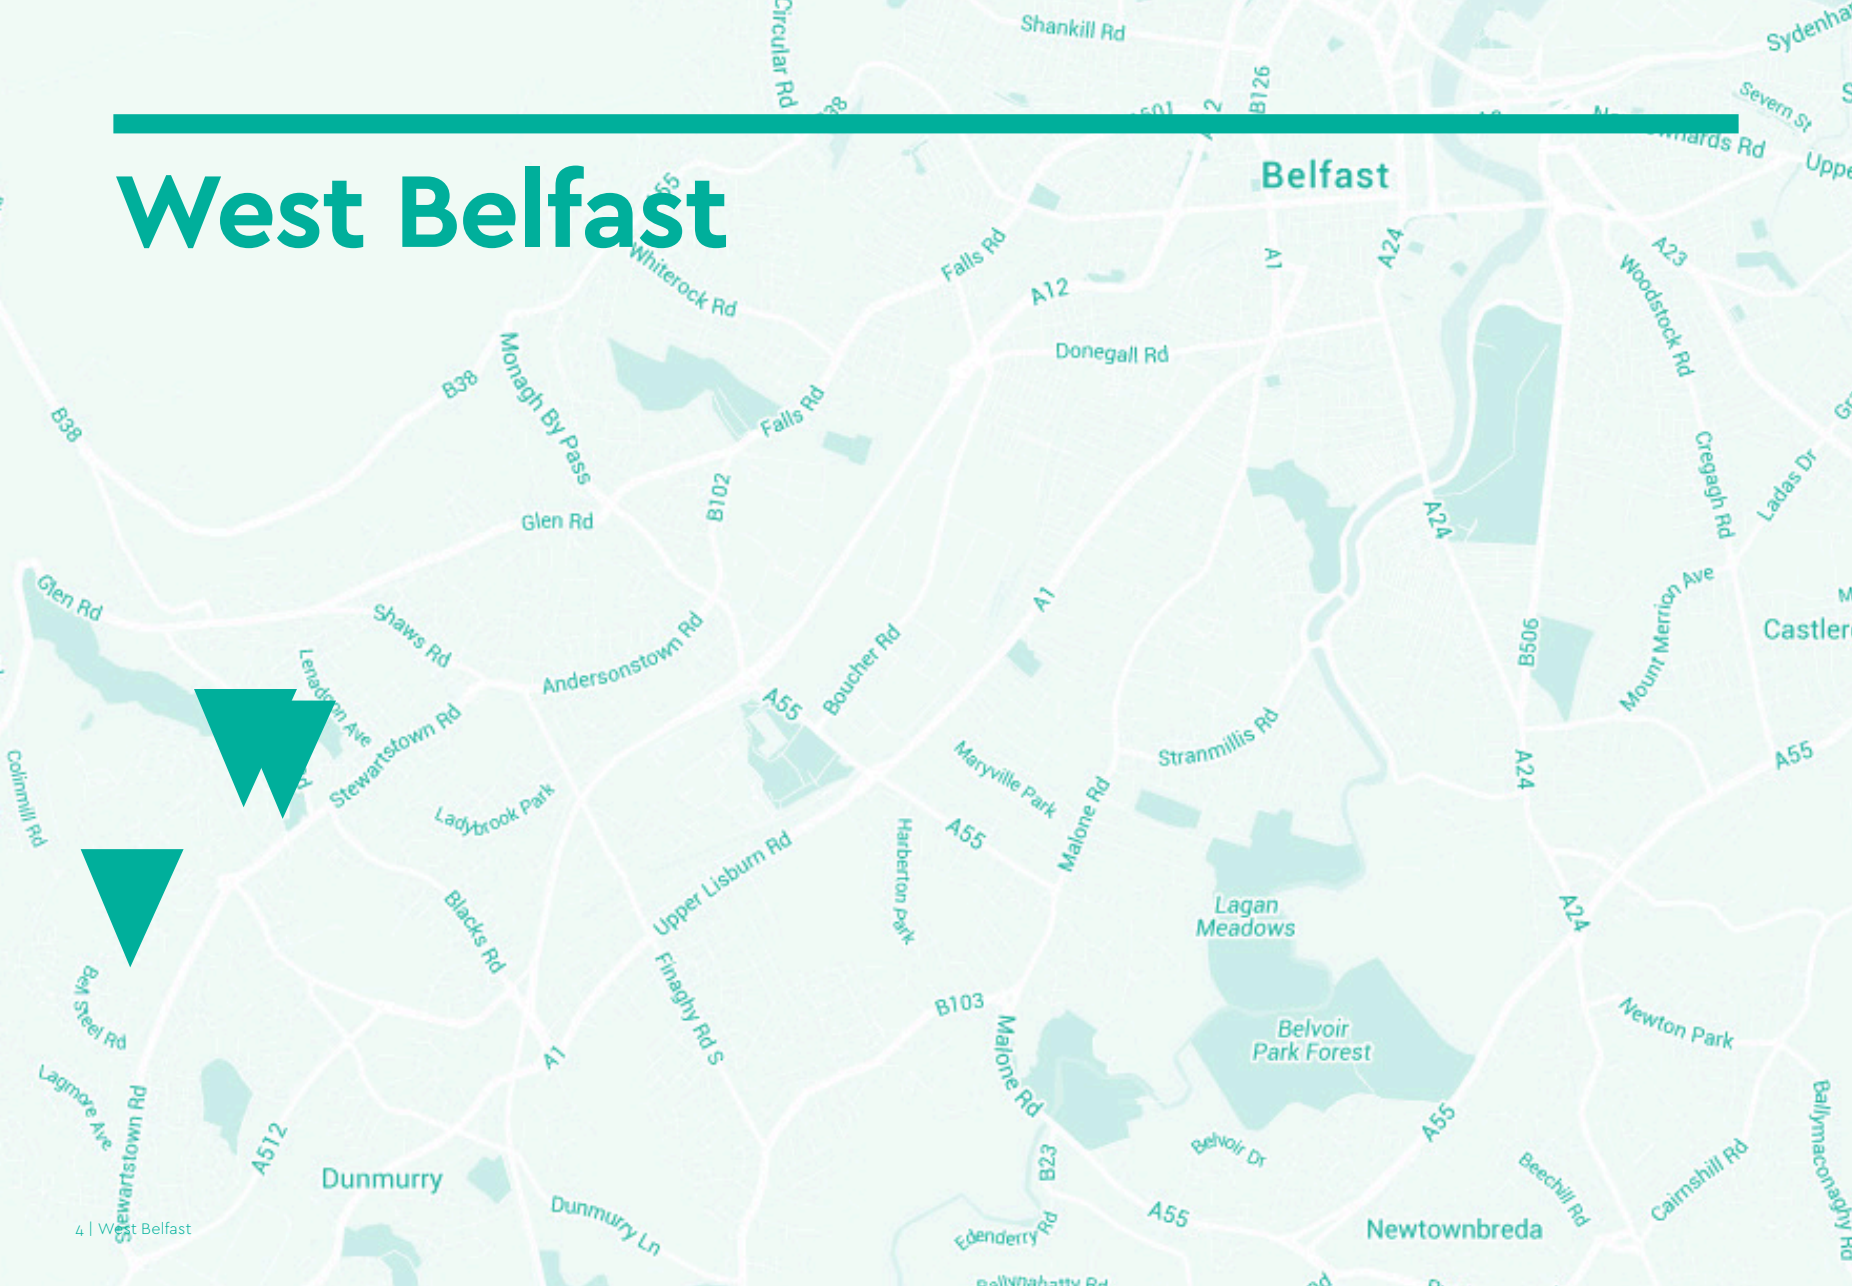 Circular Rd
Shankill Rd
B126
Severn St
West Belfast
Belfast
Whiterock Rd
Falls Rd
A12
A1
A24
A23
Woodstock Rd
Donegall Rd
Monagh By Pass
B38
B38
Falls Rd
B102
Glen Rd
A24
Cregagh Rd
Ladas Dr
Glen Rd
Shaws Rd
Andersonstown Rd
Boucher Rd
A1
B506
Mount Merrion Ave
Stewartstown Rd
A55
Stranmillis Rd
Maryville Park
Malone Rd
A24
A55
Colinmill Rd
Ladybrook Park
Upper Lisburn Rd
Harberton Park
A55
Blacks Rd
Lagan
Meadows
A24
Finaghy Rd S
B103
Malone Rd
Belvoir
Park Forest
Newton Park
Bell Steel Rd
Lagmore Ave
A1
A512
Stewartstown Rd
Dunmurry
Dunmurry Ln
B23
Belvoir Dr
A55
A55
Beechill Rd
Cairnshill Rd
Ballymaconaghy Rd
Edenderry Rd
Newtownbreda
4 | West Belfast